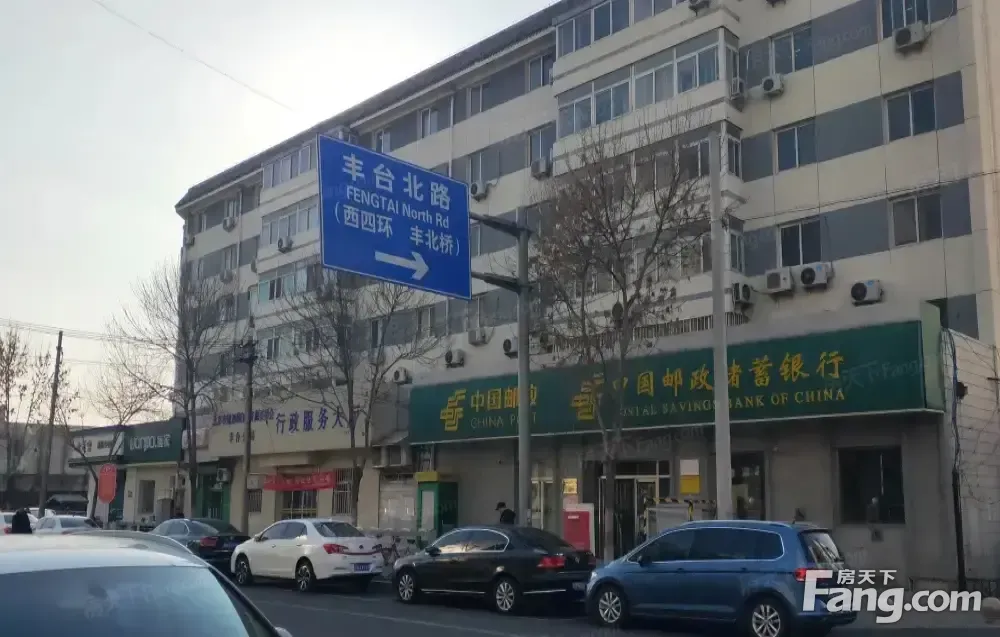 丰台北路
FENGTAI North Rd
(西四环 丰北桥)
中国邮政
CHINA POST
中国邮政储蓄银行
POSTAL SAVINGS BANK OF CHINA
行政服务大
房天下
Fang.com